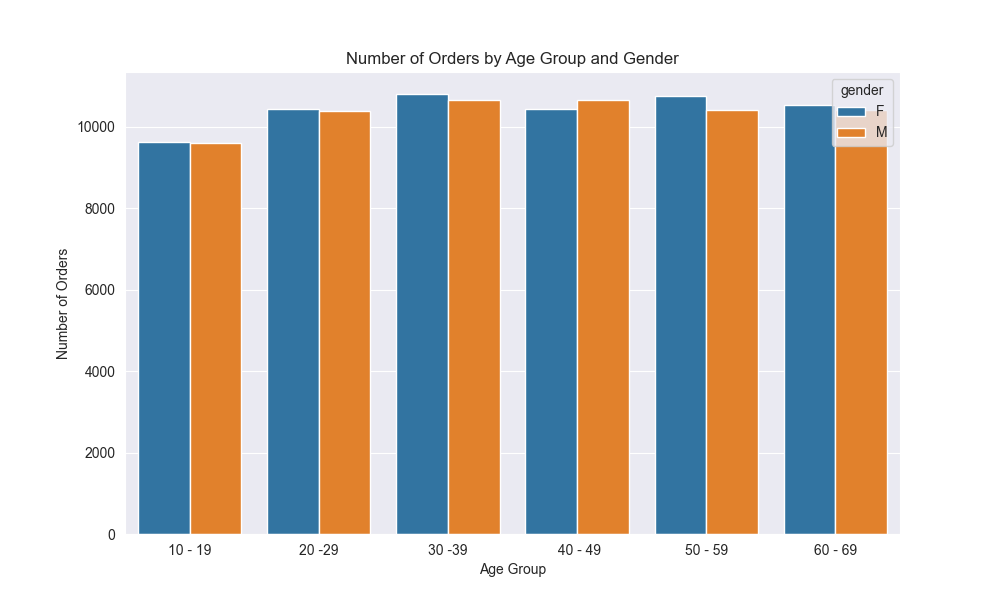 Number of Orders by Age Group and Gender
gender
F
M
10000
8000
6000
4000
2000
0
Number of Orders
10 - 19
20 -29
30 -39
40 - 49
50 - 59
60 - 69
Age Group